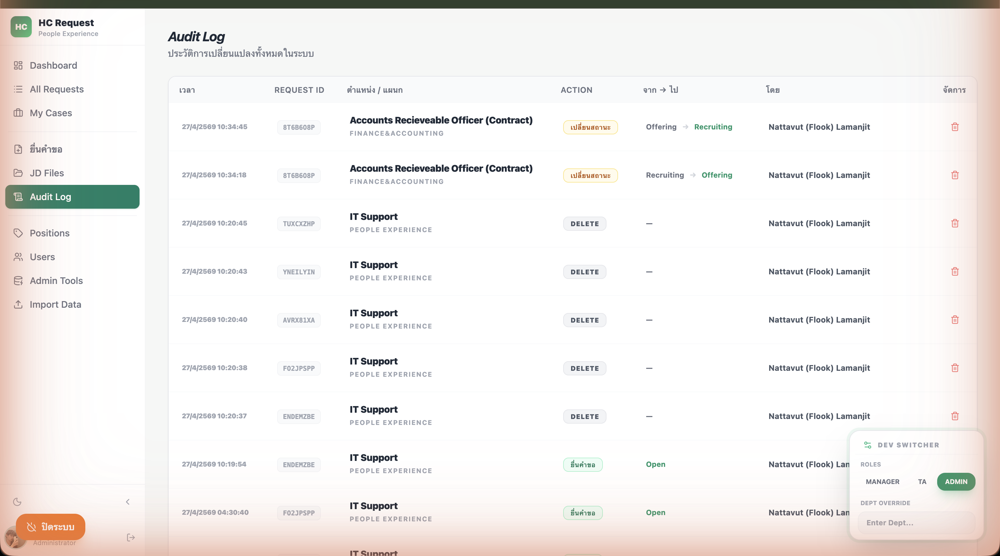 HC
HC Request
People Experience
Dashboard
All Requests
My Cases
ยื่นคำขอ
JD Files
Audit Log
Positions
Users
Admin Tools
Import Data
ปิดระบบ
Administrator
Audit Log
ประวัติการเปลี่ยนแปลงทั้งหมดในระบบ
เวลา REQUEST ID ตำแหน่ง / แผนก ACTION จาก → ไป โดย จัดการ
27/4/2569 10:34:45 8T6B6O8P Accounts Recieveable Officer (Contract) เปลี่ยนสถานะ Offering → Recruiting Nattavut (Flook) Lamanjit
FINANCE&ACCOUNTING
27/4/2569 10:34:18 8T6B6O8P Accounts Recieveable Officer (Contract) เปลี่ยนสถานะ Recruiting → Offering Nattavut (Flook) Lamanjit
FINANCE&ACCOUNTING
27/4/2569 10:20:45 TUXCXZHP IT Support DELETE — Nattavut (Flook) Lamanjit
PEOPLE EXPERIENCE
27/4/2569 10:20:43 YNEILYIN IT Support DELETE — Nattavut (Flook) Lamanjit
PEOPLE EXPERIENCE
27/4/2569 10:20:40 AVRX81XA IT Support DELETE — Nattavut (Flook) Lamanjit
PEOPLE EXPERIENCE
27/4/2569 10:20:38 FO2JPSPP IT Support DELETE — Nattavut (Flook) Lamanjit
PEOPLE EXPERIENCE
27/4/2569 10:20:37 ENDEMZBE IT Support DELETE — Nattavut (Flook) Lamanjit
PEOPLE EXPERIENCE
27/4/2569 10:19:54 ENDEMZBE IT Support ยื่นคำขอ Open Nattavut (Flook) Lan
PEOPLE EXPERIENCE
27/4/2569 04:30:40 FO2JPSPP IT Support ยื่นคำขอ Open Nattavut (Flook) Lan
PEOPLE EXPERIENCE
IT Support
DEV SWITCHER
ROLES
MANAGER TA ADMIN
DEPT OVERRIDE
Enter Dept...